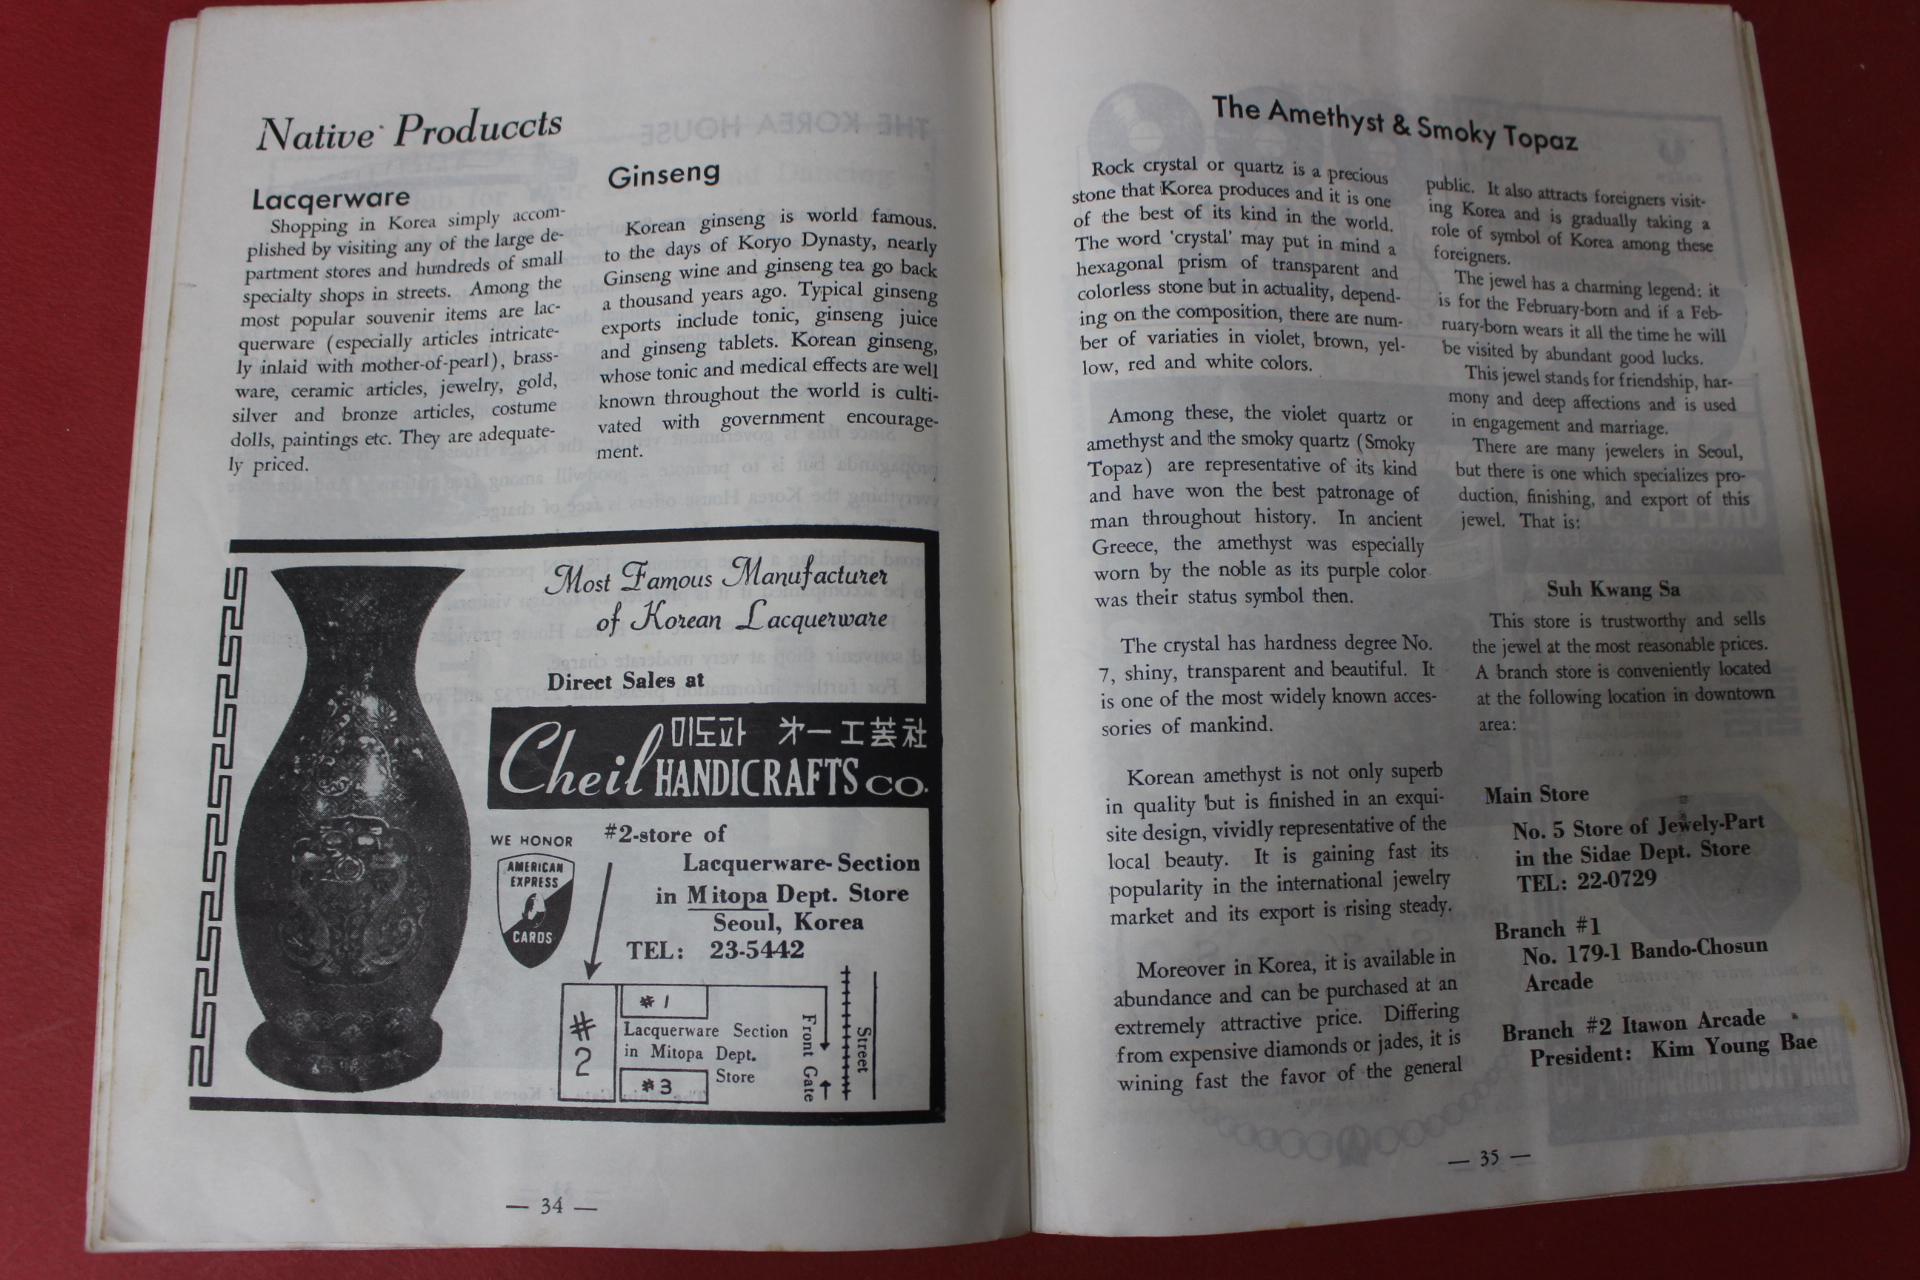 Native Producсts
Lacqerware
Shopping in Korea simply accom-
plished by visiting any of the large de-
partment stores and hundreds of small
specialty shops in streets. Among the
most popular souvenir items are lac-
querware (especially articles intricate-
ly inlaid with mother-of-pearl), brass-
ware, ceramic articles, jewelry, gold,
silver and bronze articles, costume
dolls, paintings etc. They are adequate-
ly priced.
Ginseng
Korean ginseng is world famous.
to the days of Koryo Dynasty, nearly
Ginseng wine and ginseng tea go back
a thousand years ago. Typical ginseng
exports include tonic, ginseng juice
and ginseng tablets. Korean ginseng,
whose tonic and medical effects are well
known throughout the world is culti-
vated with government encourage-
ment.
Most Famous Manufacturer
of Korean Lacquerware
Direct Sales at
미도파 才一工芸社
Cheil HANDICRAFTS CO.
WE HONOR
AMERICAN
EXPRESS
CARDS
#2-store of
Lacquerware-Section
in Mitopa Dept. Store
Seoul, Korea
TEL: 23-5442
#1
#2
Lacquerware Section
in Mitopa Dept.
Store
#3
Front Gate
Street
— 34 —
The Amethyst & Smoky Topaz
Rock crystal or quartz is a precious
stone that Korea produces and it is one
of the best of its kind in the world.
The word 'crystal' may put in mind a
hexagonal prism of transparent and
colorless stone but in actuality, depend-
ing on the composition, there are num-
ber of variaties in violet, brown, yel-
low, red and white colors.
Among these, the violet quartz or
amethyst and the smoky quartz (Smoky
Topaz) are representative of its kind
and have won the best patronage of
man throughout history. In ancient
Greece, the amethyst was especially
worn by the noble as its purple color
was their status symbol then.
The crystal has hardness degree No.
7, shiny, transparent and beautiful. It
is one of the most widely known acces-
sories of mankind.
Korean amethyst is not only superb
in quality but is finished in an exqui-
site design, vividly representative of the
local beauty. It is gaining fast its
popularity in the international jewelry
market and its export is rising steady.
Moreover in Korea, it is available in
abundance and can be purchased at an
extremely attractive price. Differing
from expensive diamonds or jades, it is
wining fast the favor of the general
public. It also attracts foreigners visit-
ing Korea and is gradually taking a
role of symbol of Korea among these
foreigners.
The jewel has a charming legend: it
is for the February-born and if a Feb-
ruary-born wears it all the time he will
be visited by abundant good lucks.
This jewel stands for friendship, har-
mony and deep affections and is used
in engagement and marriage.
There are many jewelers in Seoul,
but there is one which specializes pro-
duction, finishing, and export of this
jewel. That is:
Suh Kwang Sa
This store is trustworthy and sells
the jewel at the most reasonable prices.
A branch store is conveniently located
at the following location in downtown
area:
Main Store
No. 5 Store of Jewely-Part
in the Sidae Dept. Store
TEL: 22-0729
Branch #1
No. 179-1 Bando-Chosun
Arcade
Branch #2 Itawon Arcade
President: Kim Young Bae
— 35 —